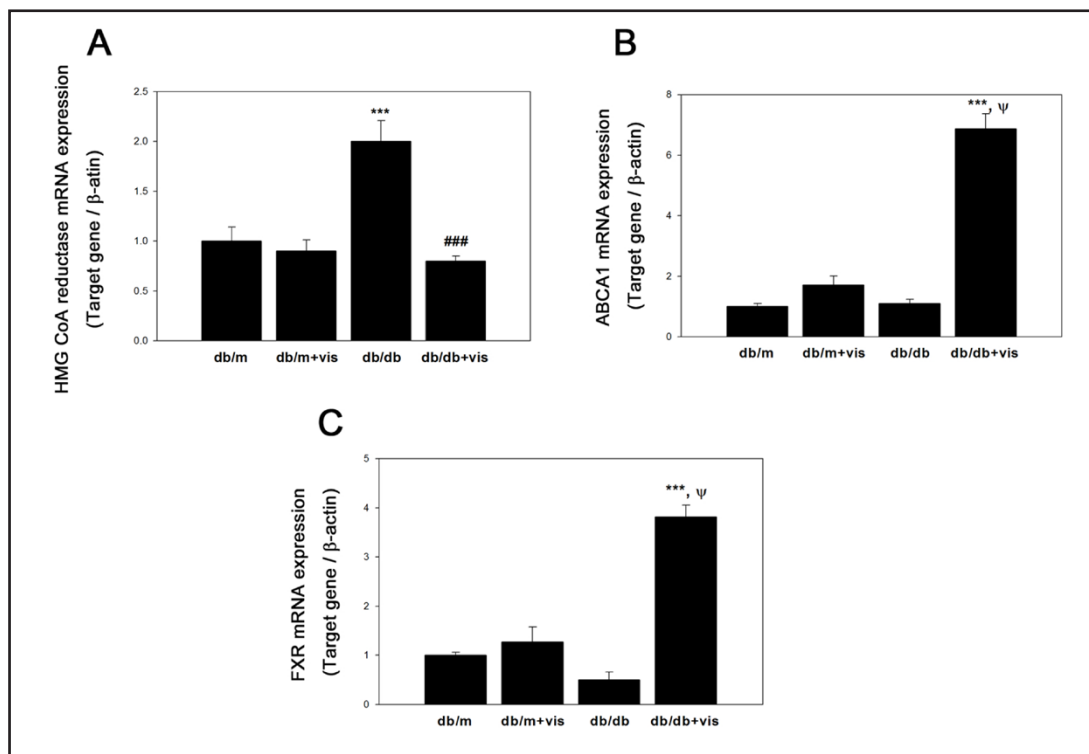 A
HMG CoA reductase mRNA expression
(Target gene / β-atin)
2.5
2.0
1.5
1.0
0.5
0.0
***
###
db/m db/m+vis db/db db/db+vis
B
ABCA1 mRNA expression
(Target gene / β-actin)
8
6
4
2
0
***, ψ
db/m db/m+vis db/db db/db+vis
C
FXR mRNA expression
(Target gene / β-actin)
5
4
3
2
1
0
***, ψ
db/m db/m+vis db/db db/db+vis